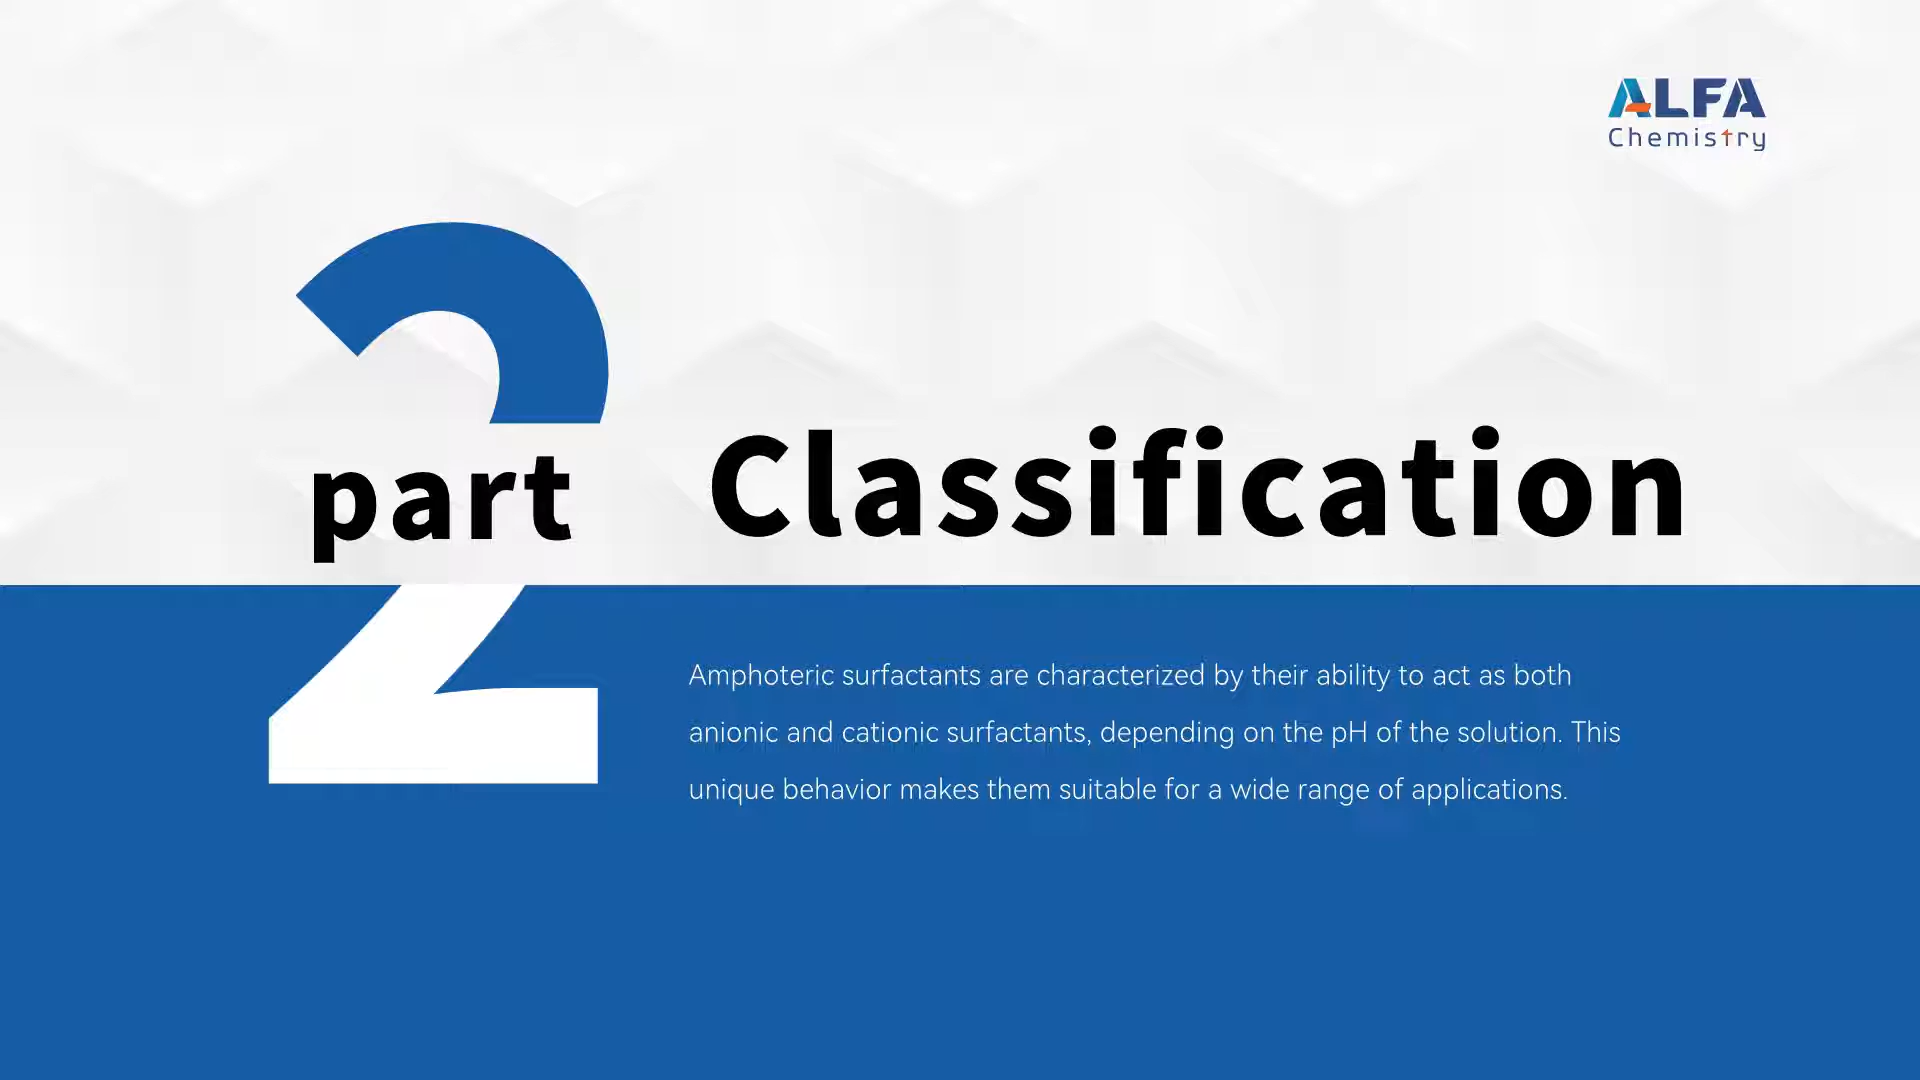 ALFA
Chemistry
2
part
Classification
Amphoteric surfactants are characterized by their ability to act as both
anionic and cationic surfactants, depending on the pH of the solution. This
unique behavior makes them suitable for a wide range of applications.